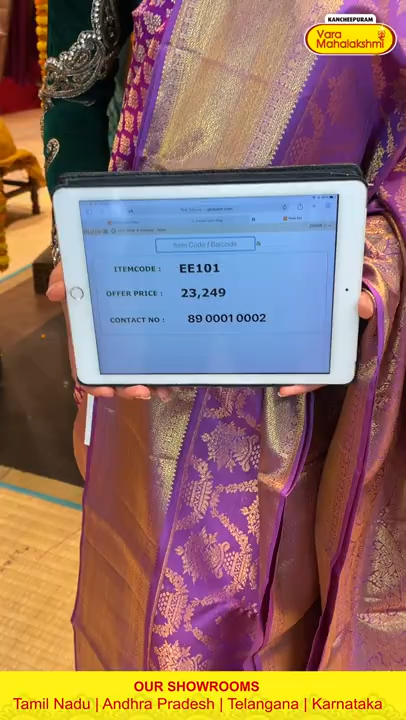 KANCHEEPURAM
Vara
Mahalakshmi
Item Code / Barcode
ITEMCODE : EE101
OFFER PRICE : 23,249
CONTACT NO : 89 0001 0002
OUR SHOWROOMS
Tamil Nadu | Andhra Pradesh | Telangana | Karnataka